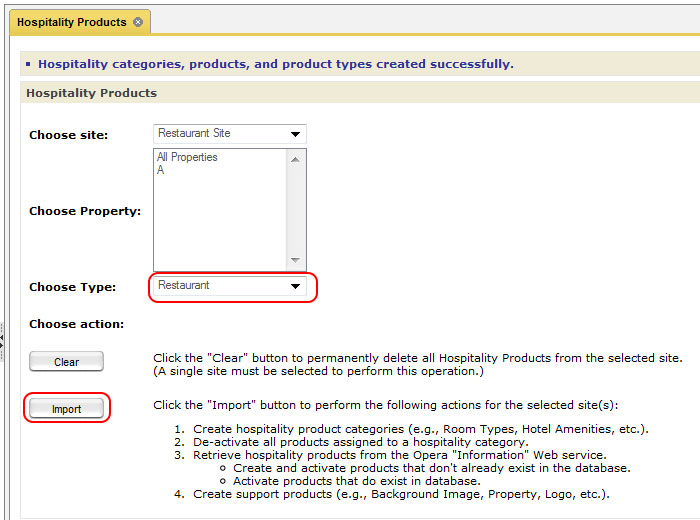 Hospitality Products
Hospitality categories, products, and product types created successfully.
Hospitality Products
Choose site: Restaurant Site
All Properties
A
Choose Property:
Choose Type: Restaurant
Choose action:
Clear
Click the "Clear" button to permanently delete all Hospitality Products from the selected site.
(A single site must be selected to perform this operation.)
Import
Click the "Import" button to perform the following actions for the selected site(s):
1. Create hospitality product categories (e.g., Room Types, Hotel Amenities, etc.).
2. De-activate all products assigned to a hospitality category.
3. Retrieve hospitality products from the Opera "Information" Web service.
Create and activate products that don't already exist in the database.
Activate products that do exist in database.
4. Create support products (e.g., Background Image, Property, Logo, etc.).